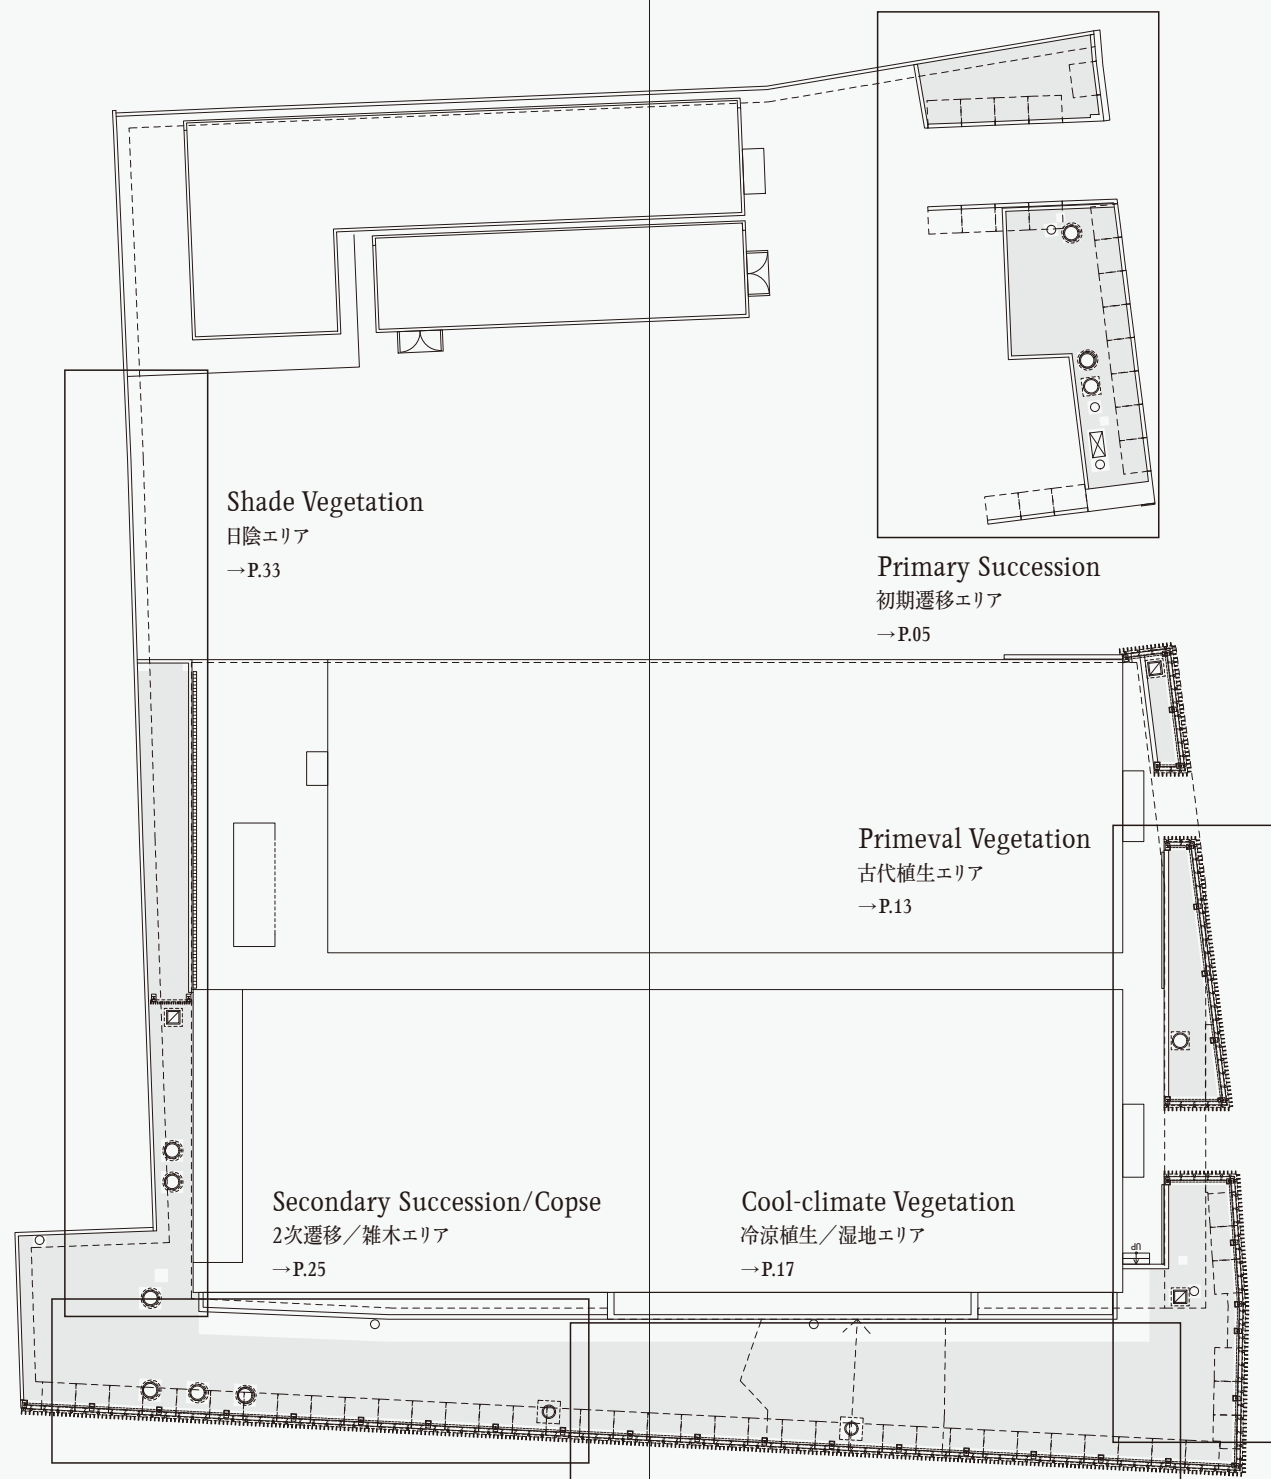 Shade Vegetation
日陰エリア
→P.33
Primary Succession
初期遷移エリア
→P.05
Primeval Vegetation
古代植生エリア
→P.13
Secondary Succession/Copse
2次遷移／雑木エリア
→P.25
Cool-climate Vegetation
冷涼植生／湿地エリア
→P.17
UP